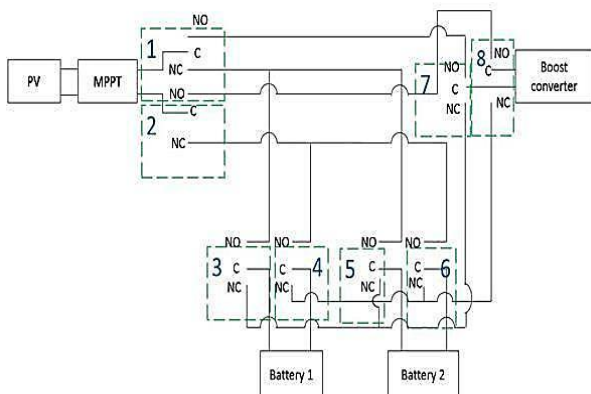 NO
1
C
NC
PV
MPPT
NO
C
2
NC
NO
8
C
NO
7
C
NC
NC
Boost
converter
NO
NO
NO
NO
3
C
C
4
5
C
C
6
NC
NC
NC
NC
Battery 1
Battery 2